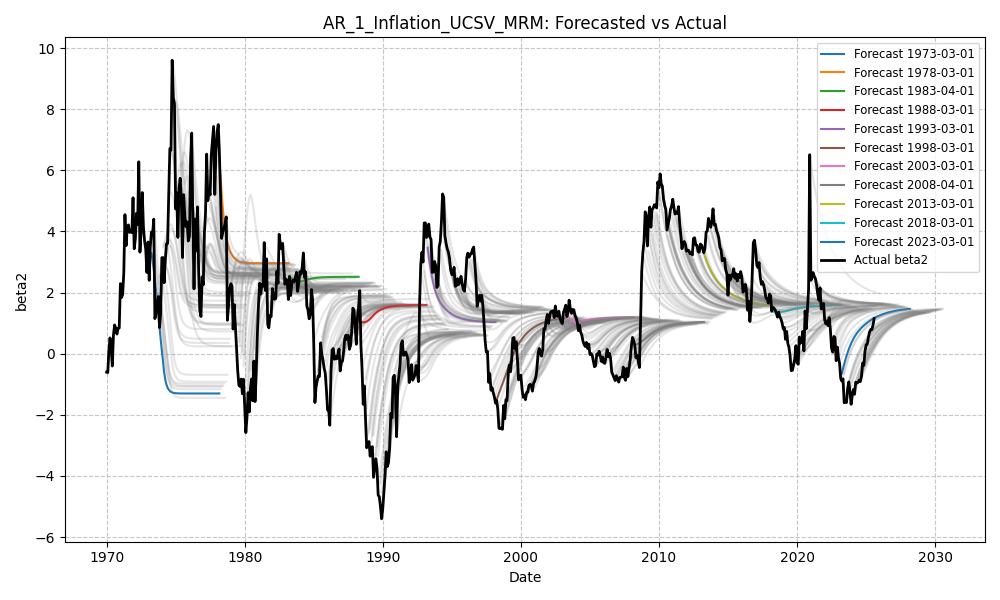 AR_1_Inflation_UCSV_MRM: Forecasted vs Actual
beta2
10
8
6
4
2
0
−2
−4
−6
1970
1980
1990
2000
2010
2020
2030
Date
Forecast 1973-03-01
Forecast 1978-03-01
Forecast 1983-04-01
Forecast 1988-03-01
Forecast 1993-03-01
Forecast 1998-03-01
Forecast 2003-03-01
Forecast 2008-04-01
Forecast 2013-03-01
Forecast 2018-03-01
Forecast 2023-03-01
Actual beta2